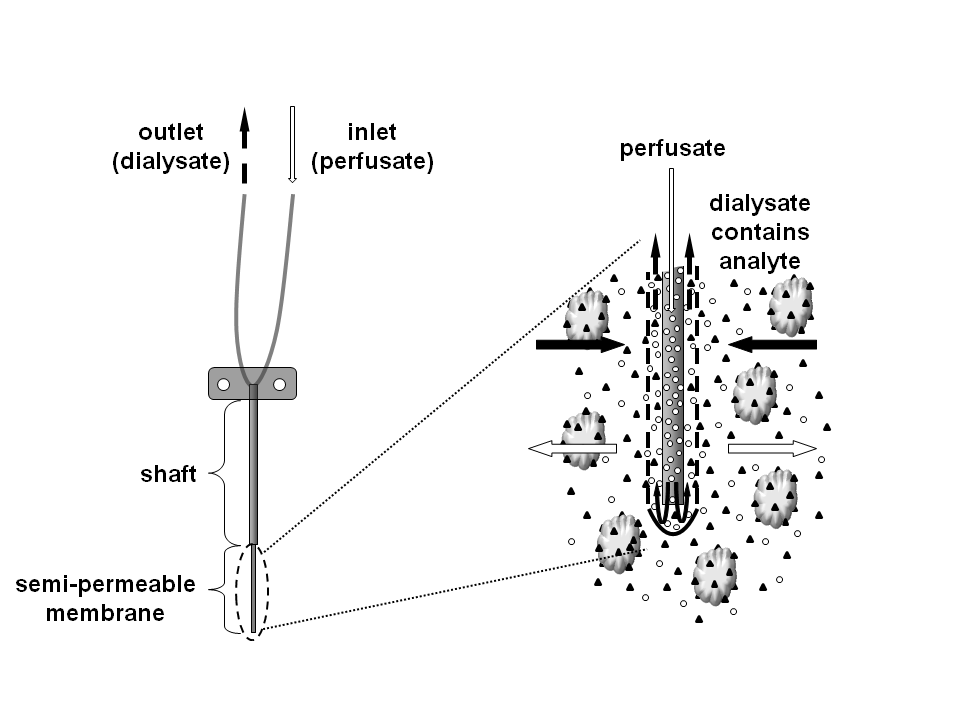 outlet
(dialysate)
inlet
(perfusate)
perfusate
dialysate
contains
analyte
shaft
semi-permeable
membrane